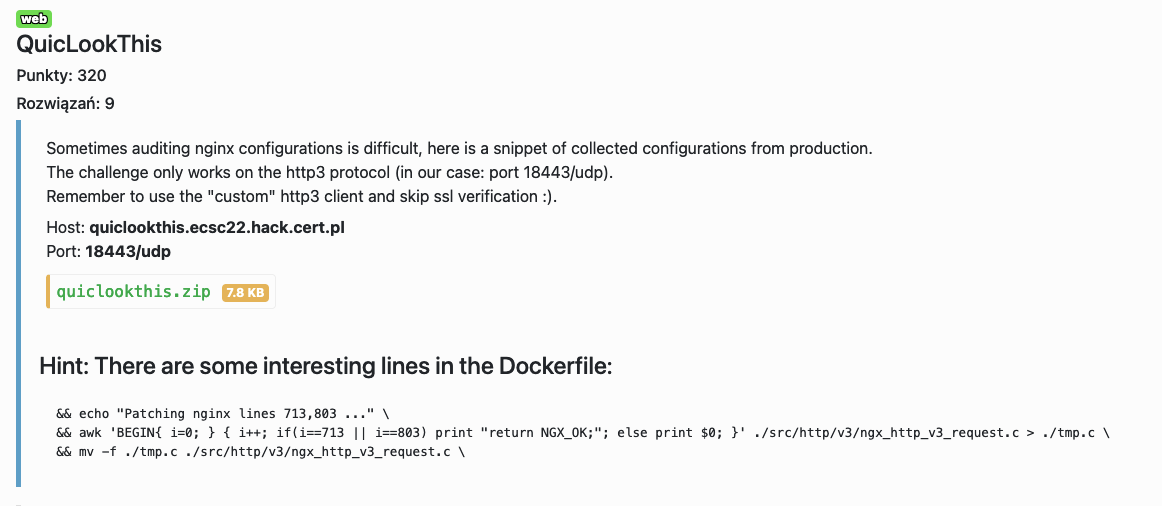 web
QuicLookThis
Punkty: 320
Rozwiązań: 9
Sometimes auditing nginx configurations is difficult, here is a snippet of collected configurations from production.
The challenge only works on the http3 protocol (in our case: port 18443/udp).
Remember to use the "custom" http3 client and skip ssl verification :).
Host: quiclookthis.ecsc22.hack.cert.pl
Port: 18443/udp
quiclookthis.zip 7.8 KB
Hint: There are some interesting lines in the Dockerfile:
&& echo "Patching nginx lines 713,803 ..." \
&& awk 'BEGIN{ i=0; } { i++; if(i==713 || i==803) print "return NGX_OK;"; else print $0; }' ./src/http/v3/ngx_http_v3_request.c > ./tmp.c \
&& mv -f ./tmp.c ./src/http/v3/ngx_http_v3_request.c \